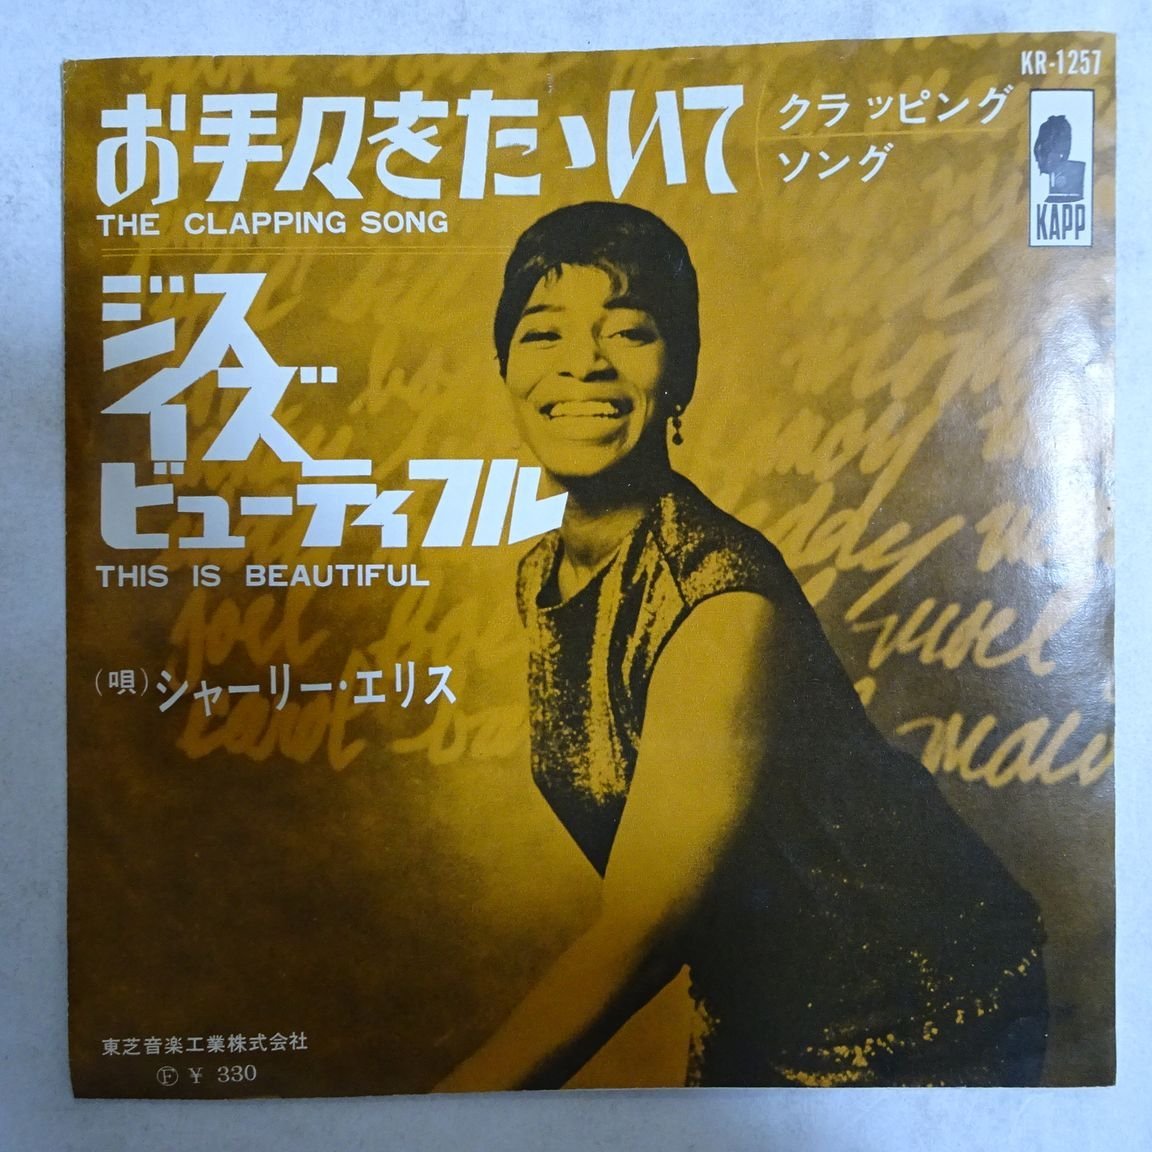 KR-1257
お手々をたゝいて
クラッピング
ソング
KAPP
THE CLAPPING SONG
ジス
イズ
ビューティフル
THIS IS BEAUTIFUL
(唄)シャーリー・エリス
joel
carol
noel
東芝音楽工業株式会社
Ⓕ ¥ 330